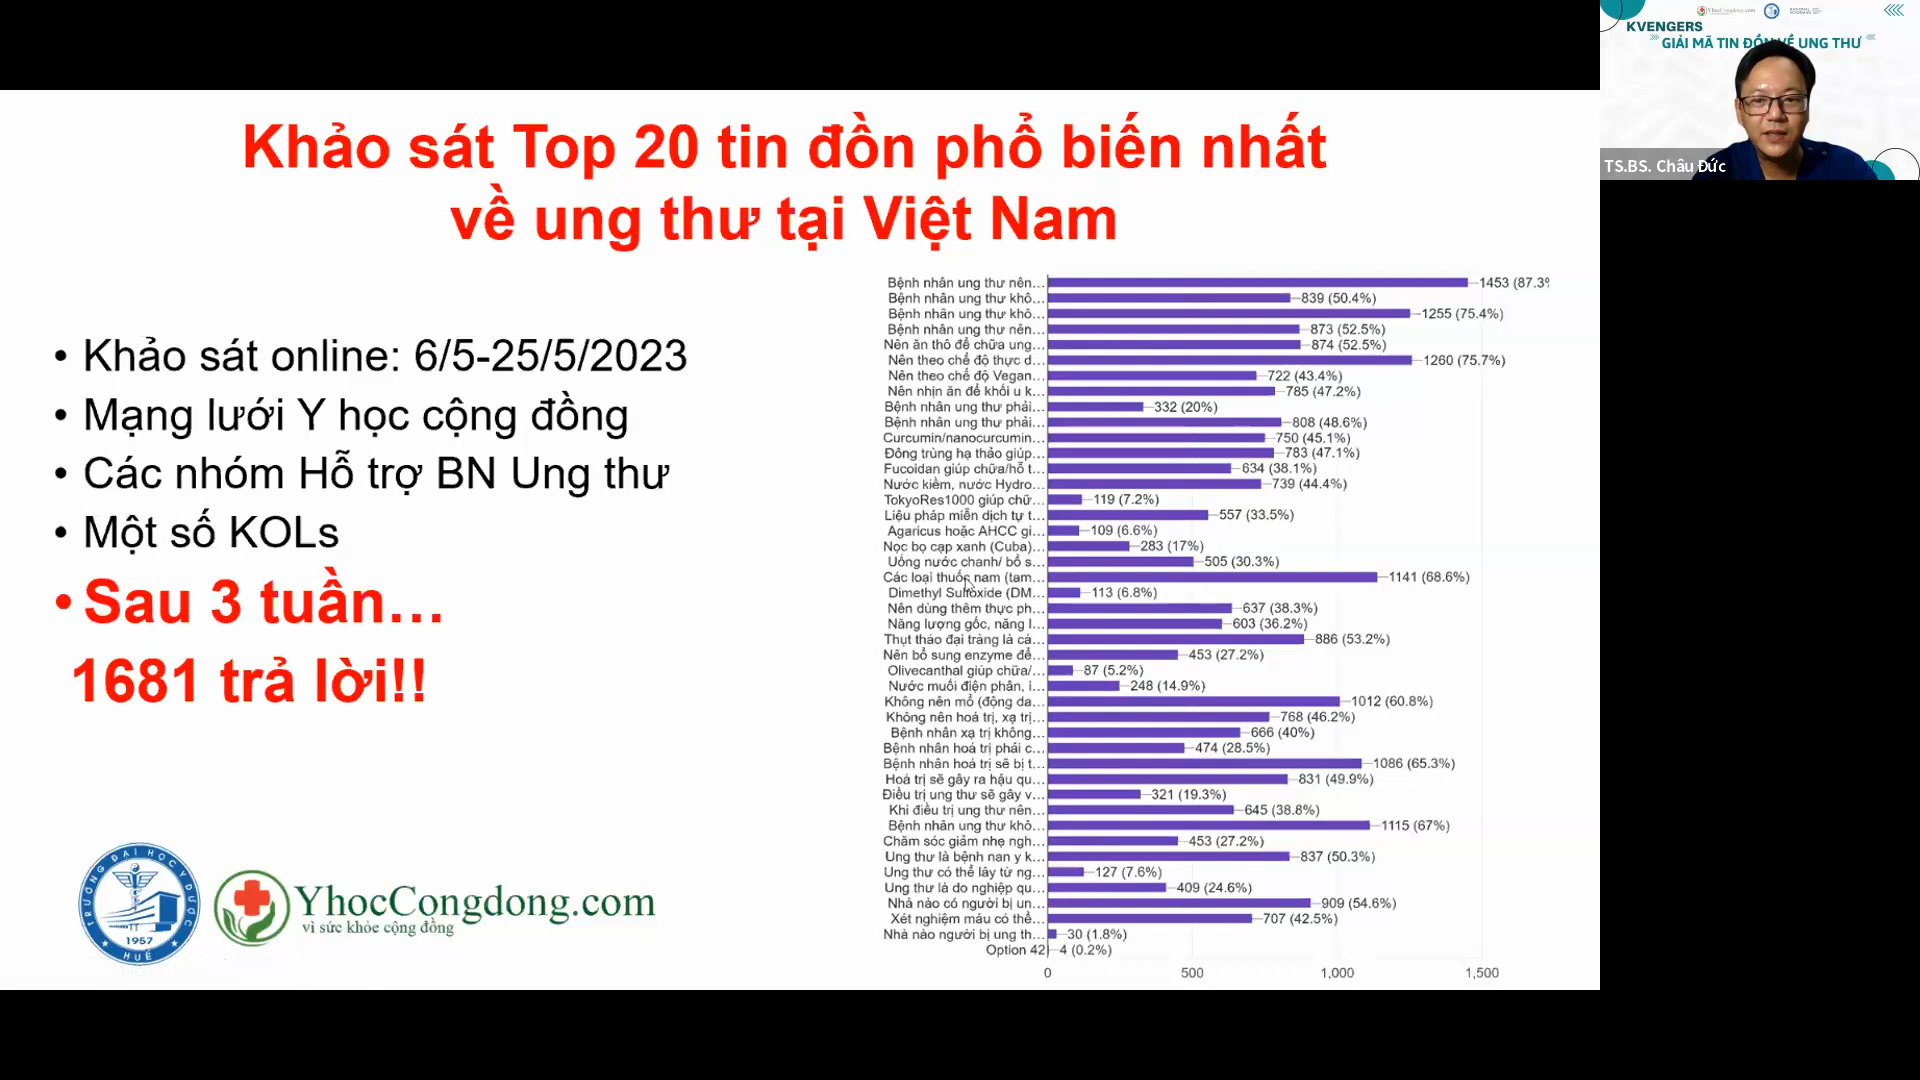 KVENGERS
GIẢI MÃ TIN ĐỒN VỀ UNG THƯ
TS.BS. Châu Đức
Khảo sát Top 20 tin đồn phổ biến nhất
về ung thư tại Việt Nam
• Khảo sát online: 6/5-25/5/2023
• Mạng lưới Y học cộng đồng
• Các nhóm Hỗ trợ BN Ung thư
• Một số KOLs
• Sau 3 tuần...
1681 trả lời!!
Bệnh nhân ung thư nên... 1453 (87.3%
Bệnh nhân ung thư khô... 839 (50.4%)
Bệnh nhân ung thư khô... 1255 (75.4%)
Bệnh nhân ung thư nên... 873 (52.5%)
Nên ăn thô để chữa ung... 874 (52.5%)
Nên theo chế độ thực d... 1260 (75.7%)
Nên theo chế độ Vegan... 722 (43.4%)
Nên nhịn ăn để khối u k... 785 (47.2%)
Bệnh nhân ung thư phải... 332 (20%)
Bệnh nhân ung thư phải... 808 (48.6%)
Curcumin/nanocurcumin... 750 (45.1%)
Đông trùng hạ thảo giúp... 783 (47.1%)
Fucoidan giúp chữa/hỗ t... 634 (38.1%)
Nước kiềm, nước Hydro... 739 (44.4%)
TokyoRes1000 giúp chữ... 119 (7.2%)
Liệu pháp miễn dịch tự t... 557 (33.5%)
Agaricus hoặc AHCC gi... 109 (6.6%)
Nọc bọ cạp xanh (Cuba)... 283 (17%)
Uống nước chanh/ bổ s... 505 (30.3%)
Các loại thuốc nam (tam... 1141 (68.6%)
Dimethyl Sulfoxide (DM... 113 (6.8%)
Nên dùng thêm thực ph... 637 (38.3%)
Năng lượng gốc, năng l... 603 (36.2%)
Thụt tháo đại tràng là cá... 886 (53.2%)
Nên bổ sung enzyme để... 453 (27.2%)
Olivecanthal giúp chữa/... 87 (5.2%)
Nước muối điện phân, i... 248 (14.9%)
Không nên mổ (động da... 1012 (60.8%)
Không nên hoá trị, xạ trị... 768 (46.2%)
Bệnh nhân xạ trị không... 666 (40%)
Bệnh nhân hoá trị phải c... 474 (28.5%)
Bệnh nhân hoá trị sẽ bị t... 1086 (65.3%)
Hoá trị sẽ gây ra hậu qu... 831 (49.9%)
Điều trị ung thư sẽ gây v... 321 (19.3%)
Khi điều trị ung thư nên... 645 (38.8%)
Bệnh nhân ung thư khô... 1115 (67%)
Chăm sóc giảm nhẹ ngh... 453 (27.2%)
Ung thư là bệnh nan y k... 837 (50.3%)
Ung thư có thể lây từ ng... 127 (7.6%)
Ung thư là do nghiệp qu... 409 (24.6%)
Nhà nào có người bị un... 909 (54.6%)
Xét nghiệm máu có thể... 707 (42.5%)
Nhà nào người bị ung th... 30 (1.8%)
Option 42 4 (0.2%)
0 500 1,000 1,500
TRƯỜNG ĐẠI HỌC Y DƯỢC
1957
HUẾ
YhocCongdong.com
vì sức khỏe cộng đồng